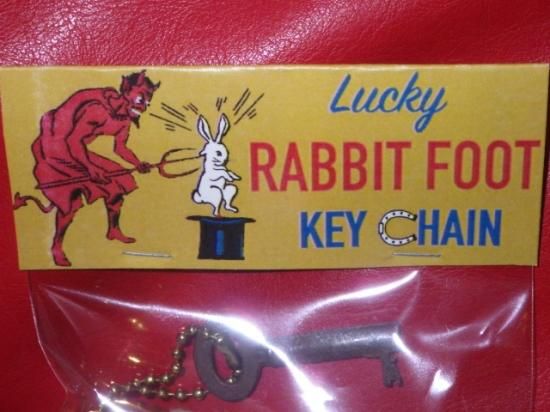 Lucky
RABBIT FOOT
KEY CHAIN